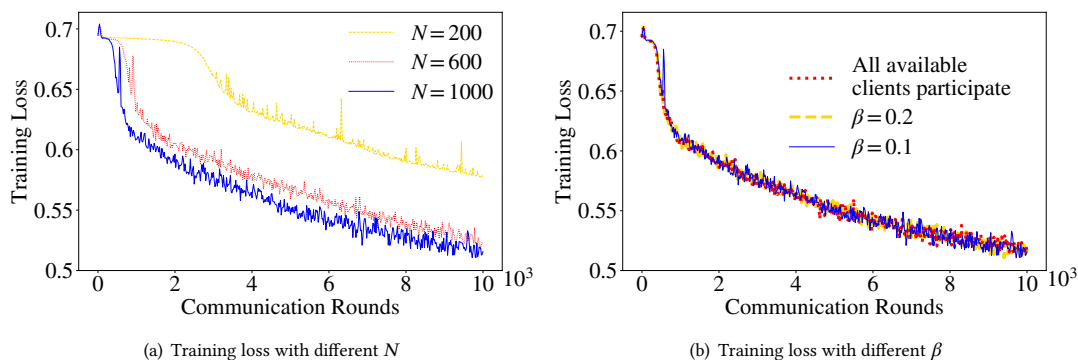 0.7
0.65
0.6
0.55
0.5
Training Loss
0 2 4 6 8 10
10³
Communication Rounds
N = 200
N = 600
N = 1000
(a) Training loss with different N
0.7
0.65
0.6
0.55
0.5
Training Loss
0 2 4 6 8 10
10³
Communication Rounds
All available
clients participate
β = 0.2
β = 0.1
(b) Training loss with different β